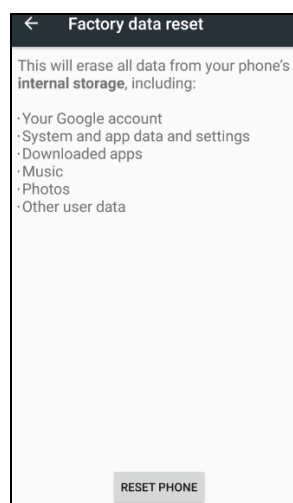 Factory data reset
This will erase all data from your phone's
internal storage, including:
·Your Google account
·System and app data and settings
·Downloaded apps
·Music
·Photos
·Other user data
RESET PHONE